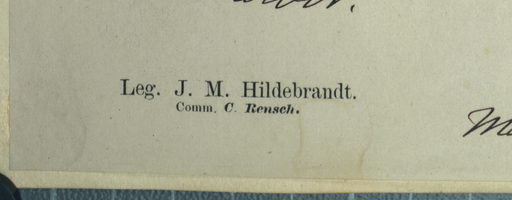 Leg. J. M. Hildebrandt.
Comm. C. Rensch.